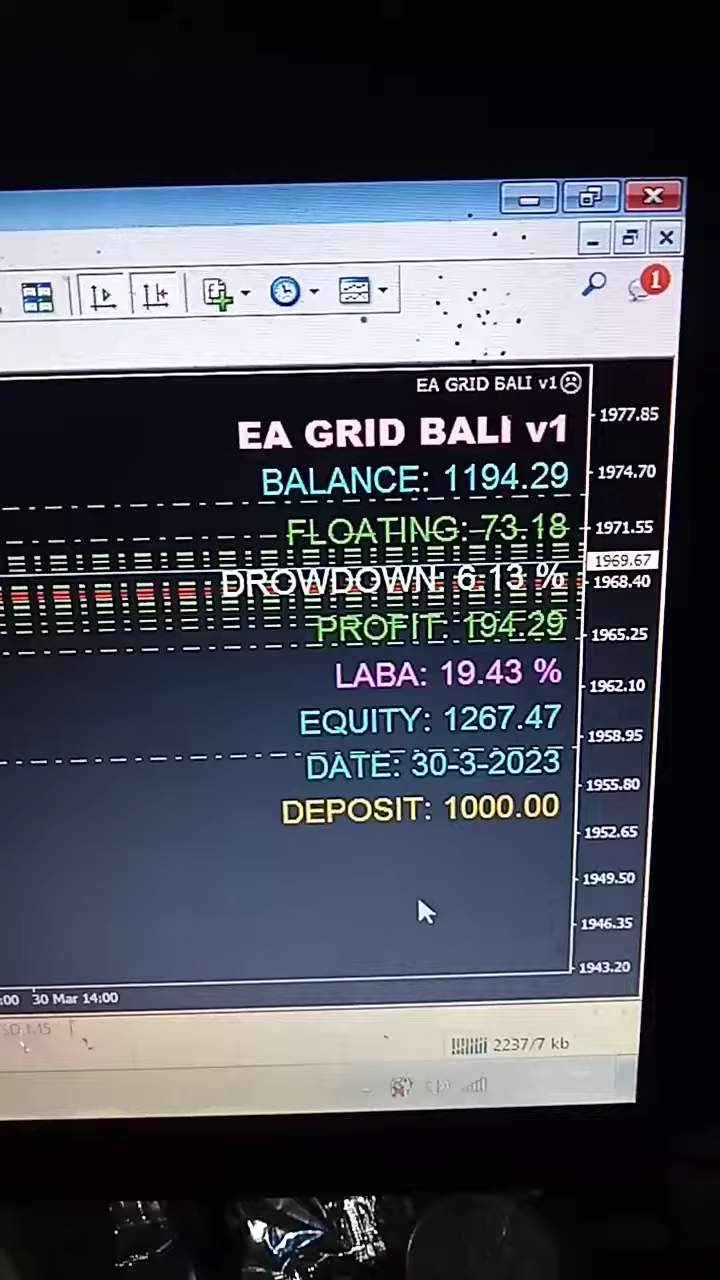 1
EA GRID BALI v1
EA GRID BALI v1
BALANCE: 1194.29
FLOATING: 73.18
DROWDOWN: 6.13 %
PROFIT: 194.29
LABA: 19.43 %
EQUITY: 1267.47
DATE: 30-3-2023
DEPOSIT: 1000.00
1977.85
1974.70
1971.55
1969.67
1968.40
1965.25
1962.10
1958.95
1955.80
1952.65
1949.50
1946.35
1943.20
:00 30 Mar 14:00
2237/7 kb